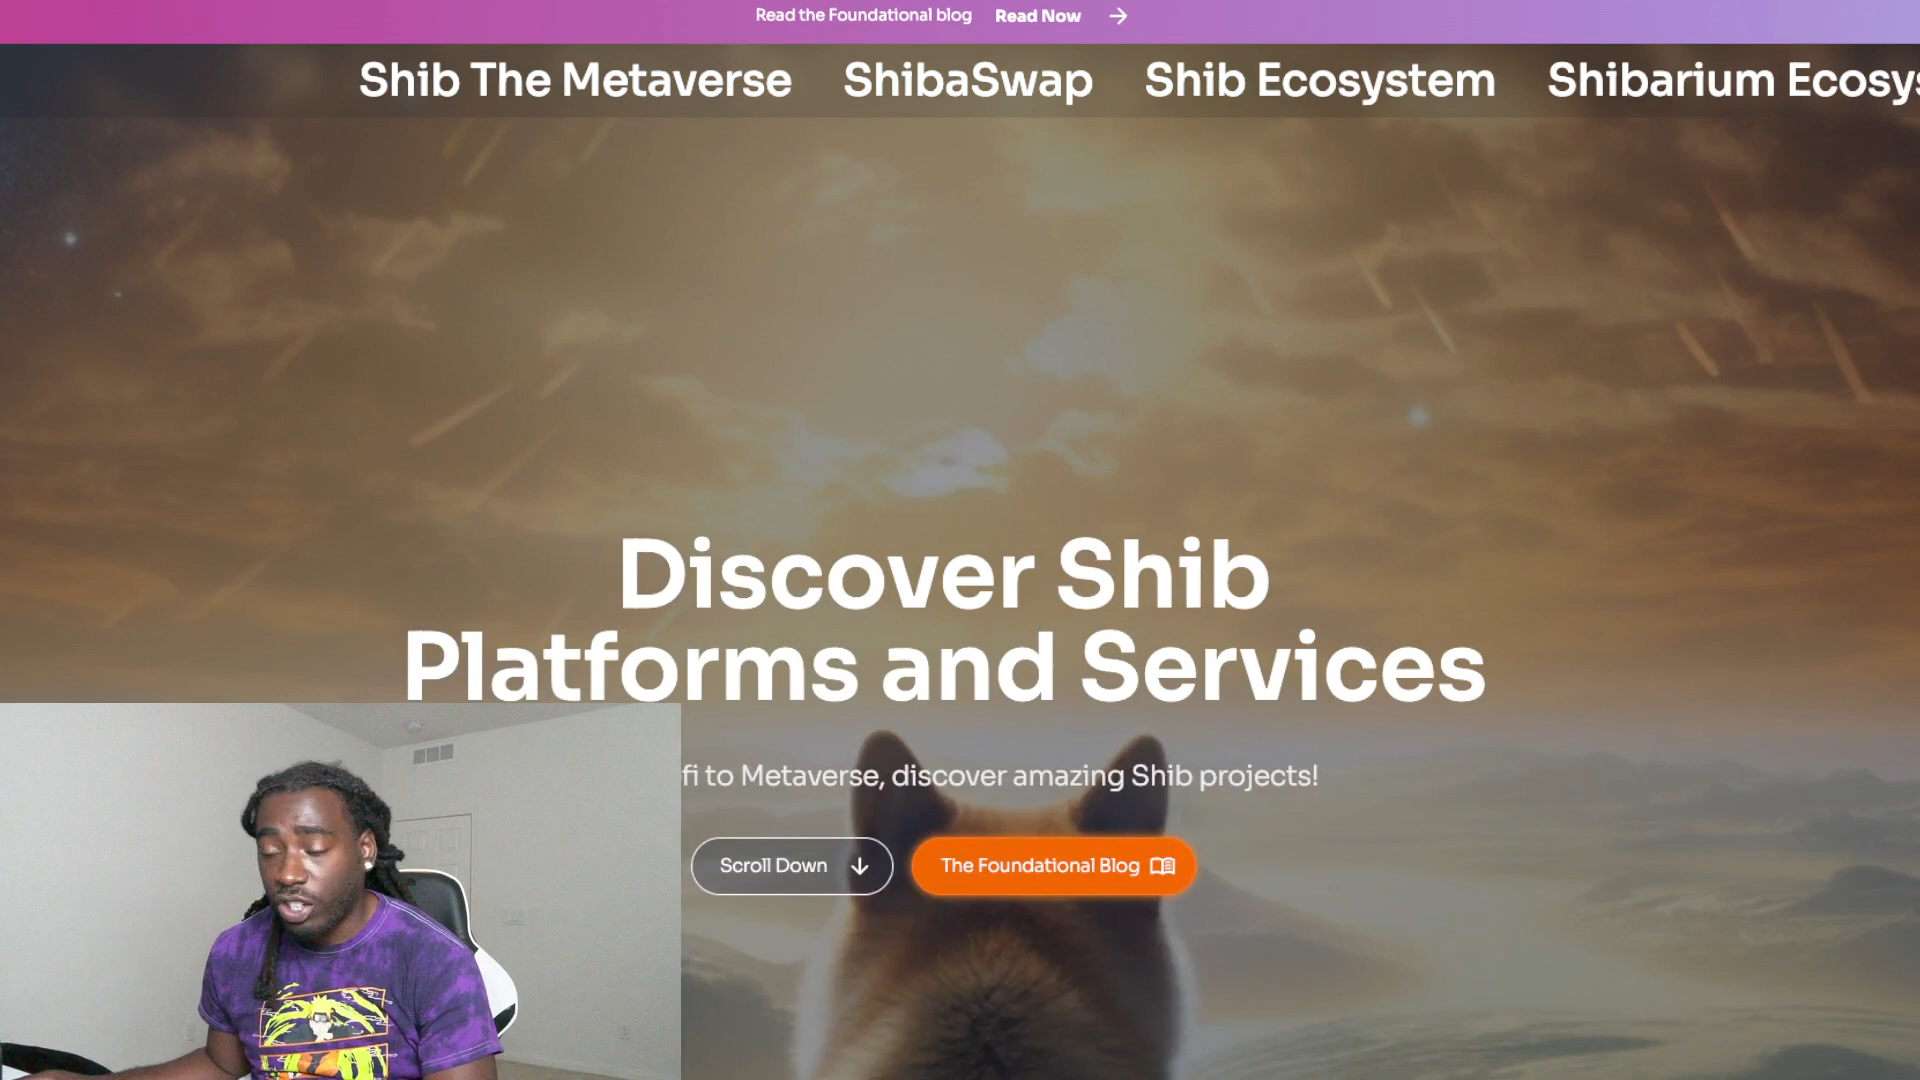 Read the Foundational blog Read Now
Shib The Metaverse ShibaSwap Shib Ecosystem Shibarium
Discover Shib
Platforms and Services
to Metaverse, discover amazing Shib projects!
Scroll Down The Foundational Blog